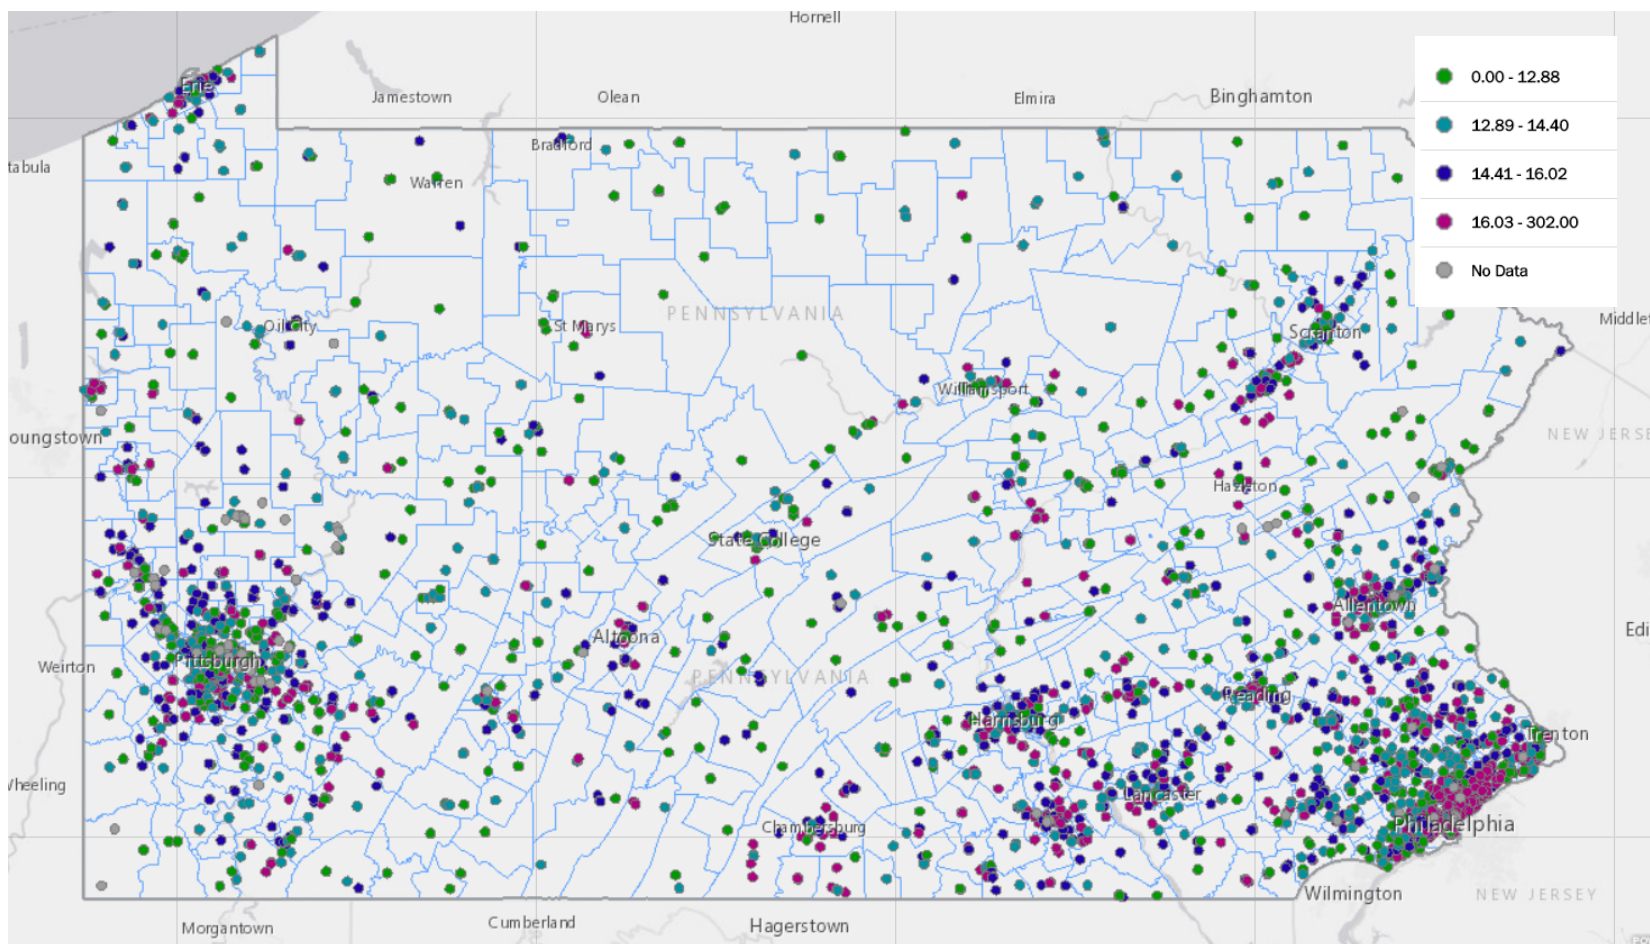 Hornell
Jamestown
Olean
Elmira
Binghamton
0.00 - 12.88
12.89 - 14.40
14.41 - 16.02
16.03 - 302.00
No Data
Erie
Bradford
tabula
Warren
PENNSYLVANIA
Oil City
St Marys
Scranton
Middlet
Williamsport
oungstown
NEW JERSE
Hazleton
State College
Allentown
Altoona
Edi
Weirton
Pittsburgh
PENNSYLVANIA
Reading
Harrisburg
Trenton
Wheeling
Lancaster
Chambersburg
Philadelphia
Wilmington
NEW JERSEY
Morgantown
Cumberland
Hagerstown